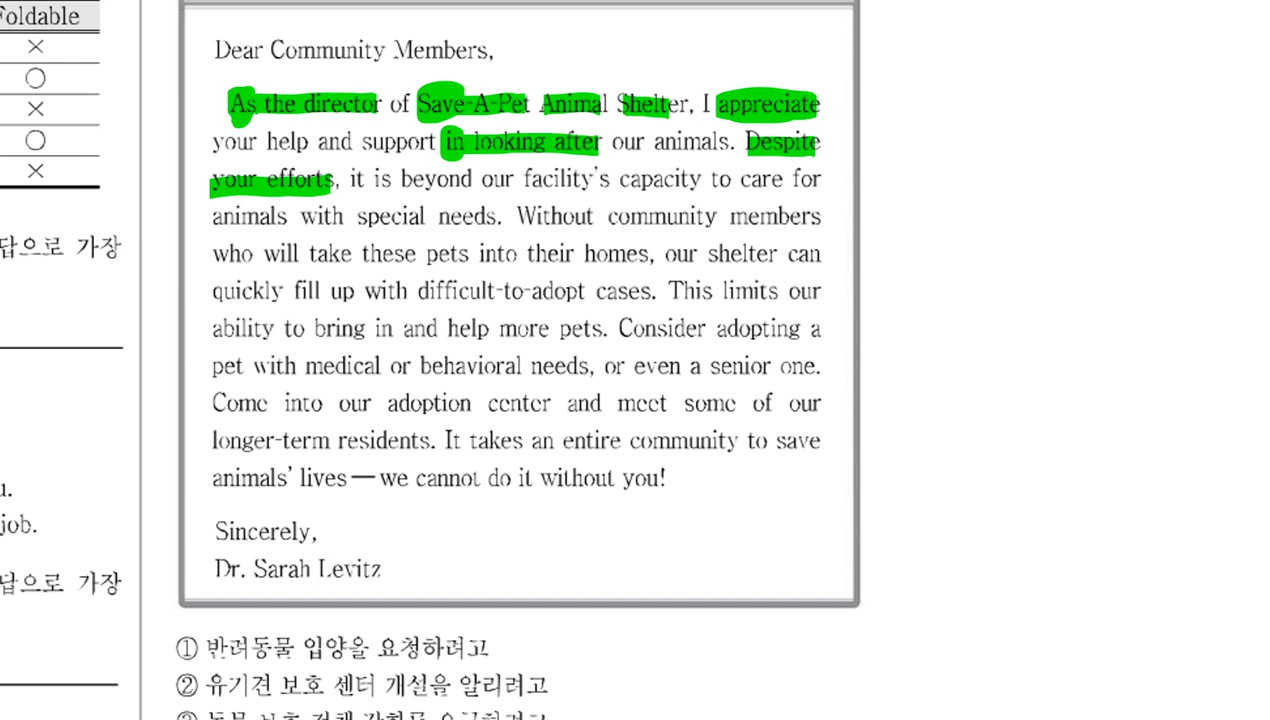 Foldable
×
○
×
○
×
답으로 가장
u.
job.
답으로 가장
Dear Community Members,
As the director of Save-A-Pet Animal Shelter, I appreciate
your help and support in looking after our animals. Despite
your efforts, it is beyond our facility's capacity to care for
animals with special needs. Without community members
who will take these pets into their homes, our shelter can
quickly fill up with difficult-to-adopt cases. This limits our
ability to bring in and help more pets. Consider adopting a
pet with medical or behavioral needs, or even a senior one.
Come into our adoption center and meet some of our
longer-term residents. It takes an entire community to save
animals' lives — we cannot do it without you!
Sincerely,
Dr. Sarah Levitz
① 반려동물 입양을 요청하려고
② 유기견 보호 센터 개설을 알리려고